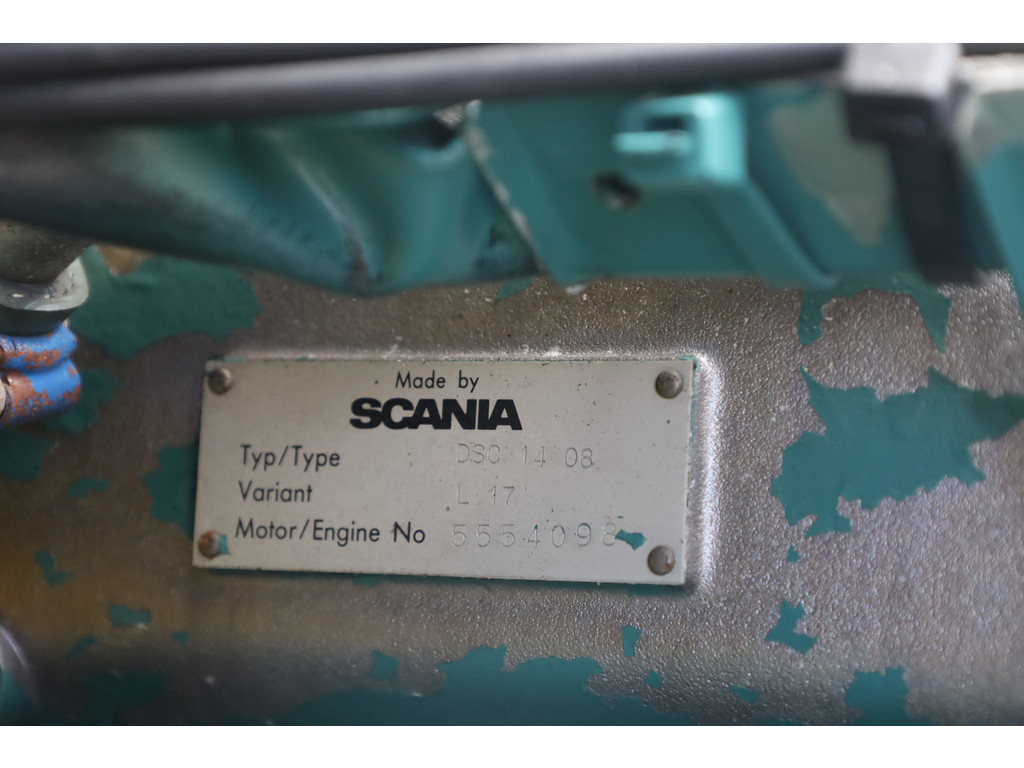 Made by
SCANIA
Typ/Type DSC 14 08
Variant L 17
Motor/Engine No 5554098